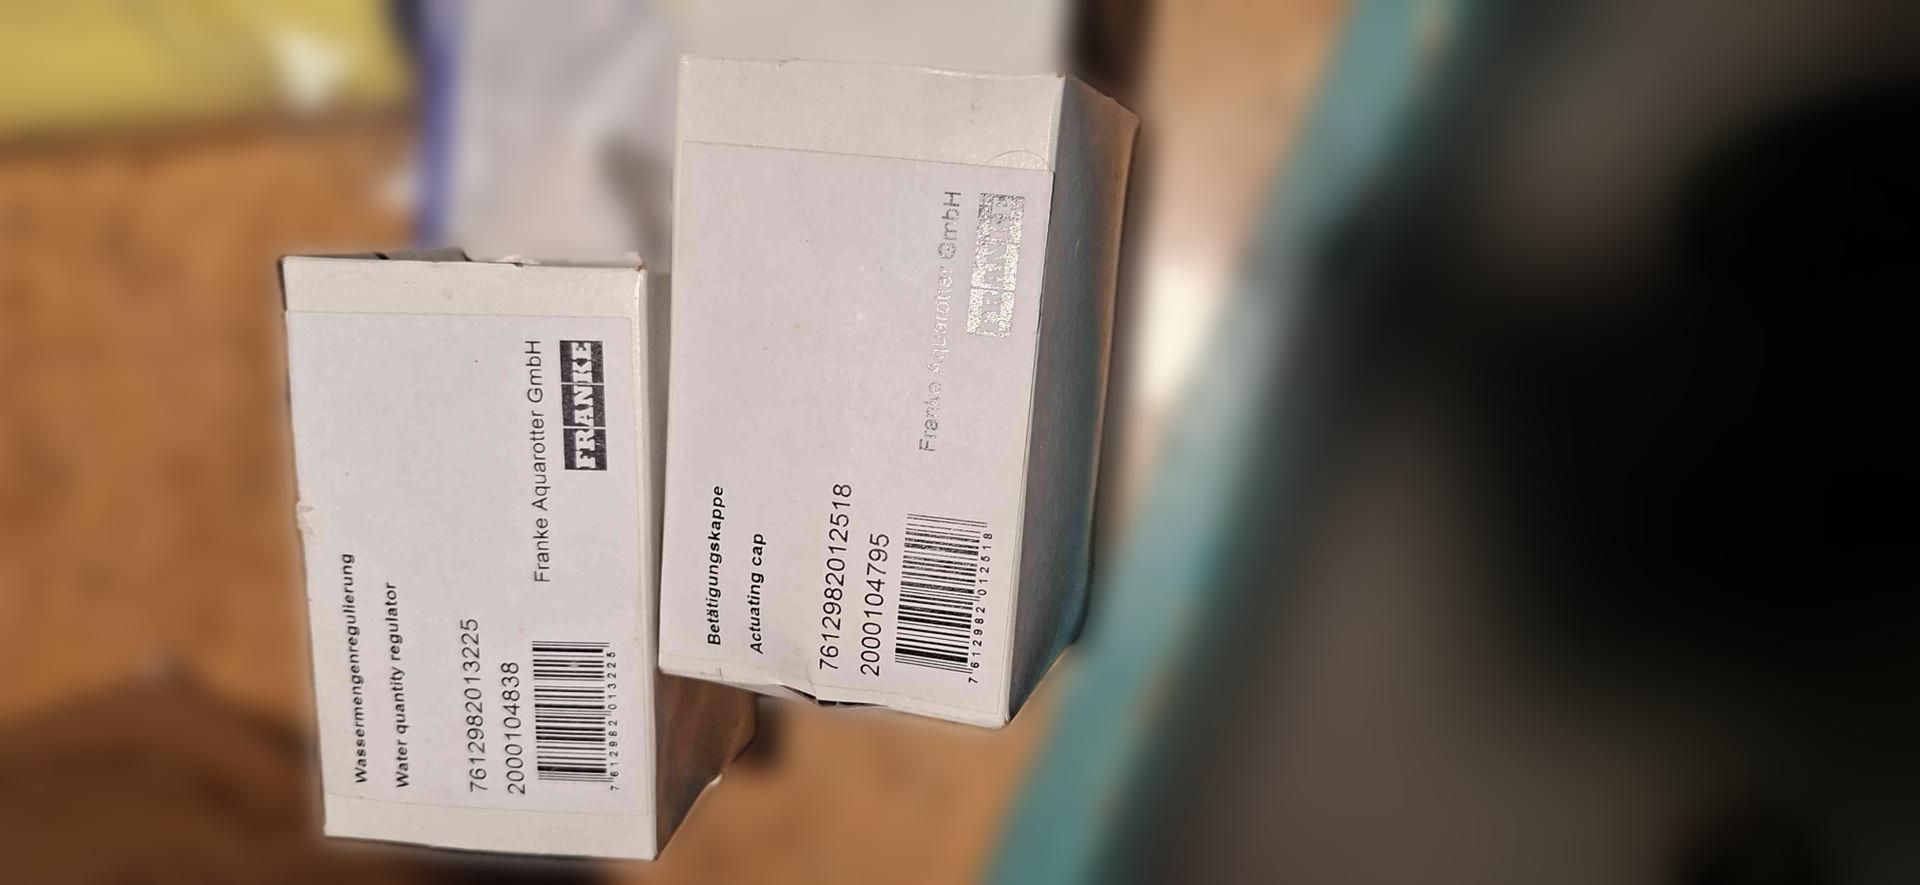 Wassermengenregulierung
Water quantity regulator
7612982013225
2000104838
7 612982 013225
Franke Aquarotter GmbH
FRANKE
Betätigungskappe
Actuating cap
7612982012518
2000104795
7 612982 012518
Franke Aquarotter GmbH
FRANKE